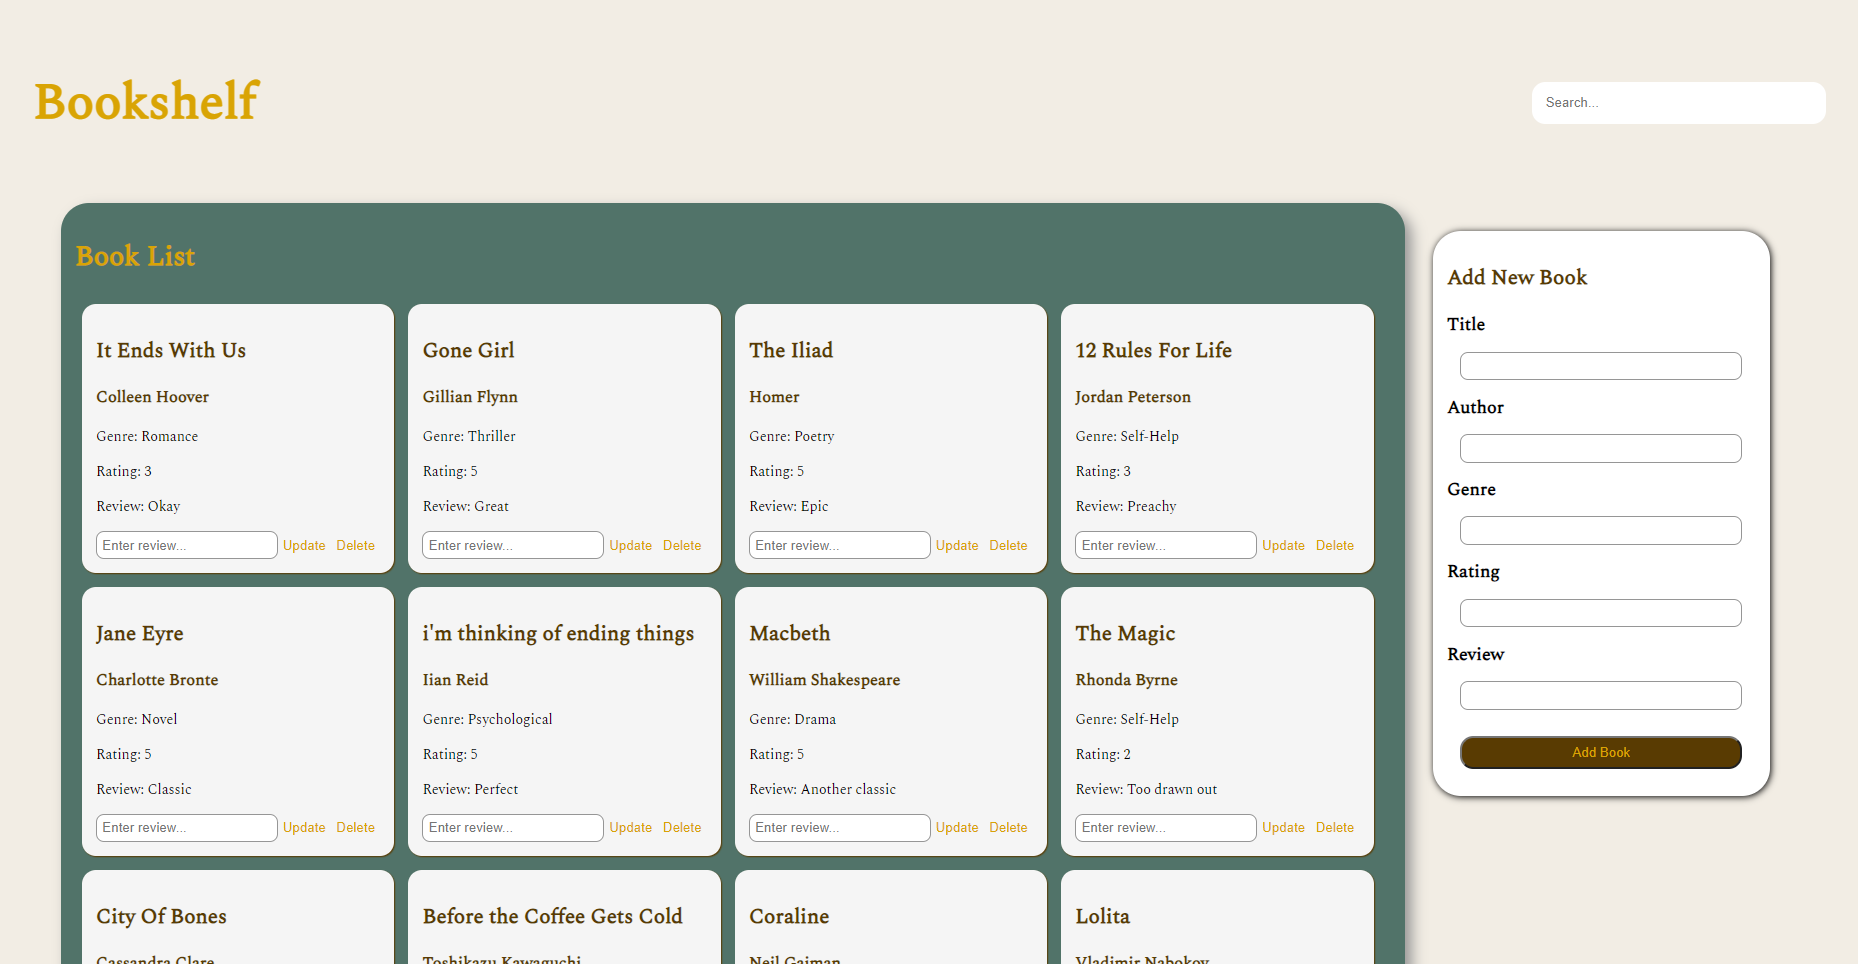 Bookshelf
Search...
Book List
It Ends With Us
Colleen Hoover
Genre: Romance
Rating: 3
Review: Okay
Enter review... Update Delete
Gone Girl
Gillian Flynn
Genre: Thriller
Rating: 5
Review: Great
Enter review... Update Delete
The Iliad
Homer
Genre: Poetry
Rating: 5
Review: Epic
Enter review... Update Delete
12 Rules For Life
Jordan Peterson
Genre: Self-Help
Rating: 3
Review: Preachy
Enter review... Update Delete
Jane Eyre
Charlotte Bronte
Genre: Novel
Rating: 5
Review: Classic
Enter review... Update Delete
i'm thinking of ending things
Iian Reid
Genre: Psychological
Rating: 5
Review: Perfect
Enter review... Update Delete
Macbeth
William Shakespeare
Genre: Drama
Rating: 5
Review: Another classic
Enter review... Update Delete
The Magic
Rhonda Byrne
Genre: Self-Help
Rating: 2
Review: Too drawn out
Enter review... Update Delete
City Of Bones
Cassandra Clare
Before the Coffee Gets Cold
Toshikazu Kawaguchi
Coraline
Neil Gaiman
Lolita
Vladimir Nabokov
Add New Book
Title
Author
Genre
Rating
Review
Add Book